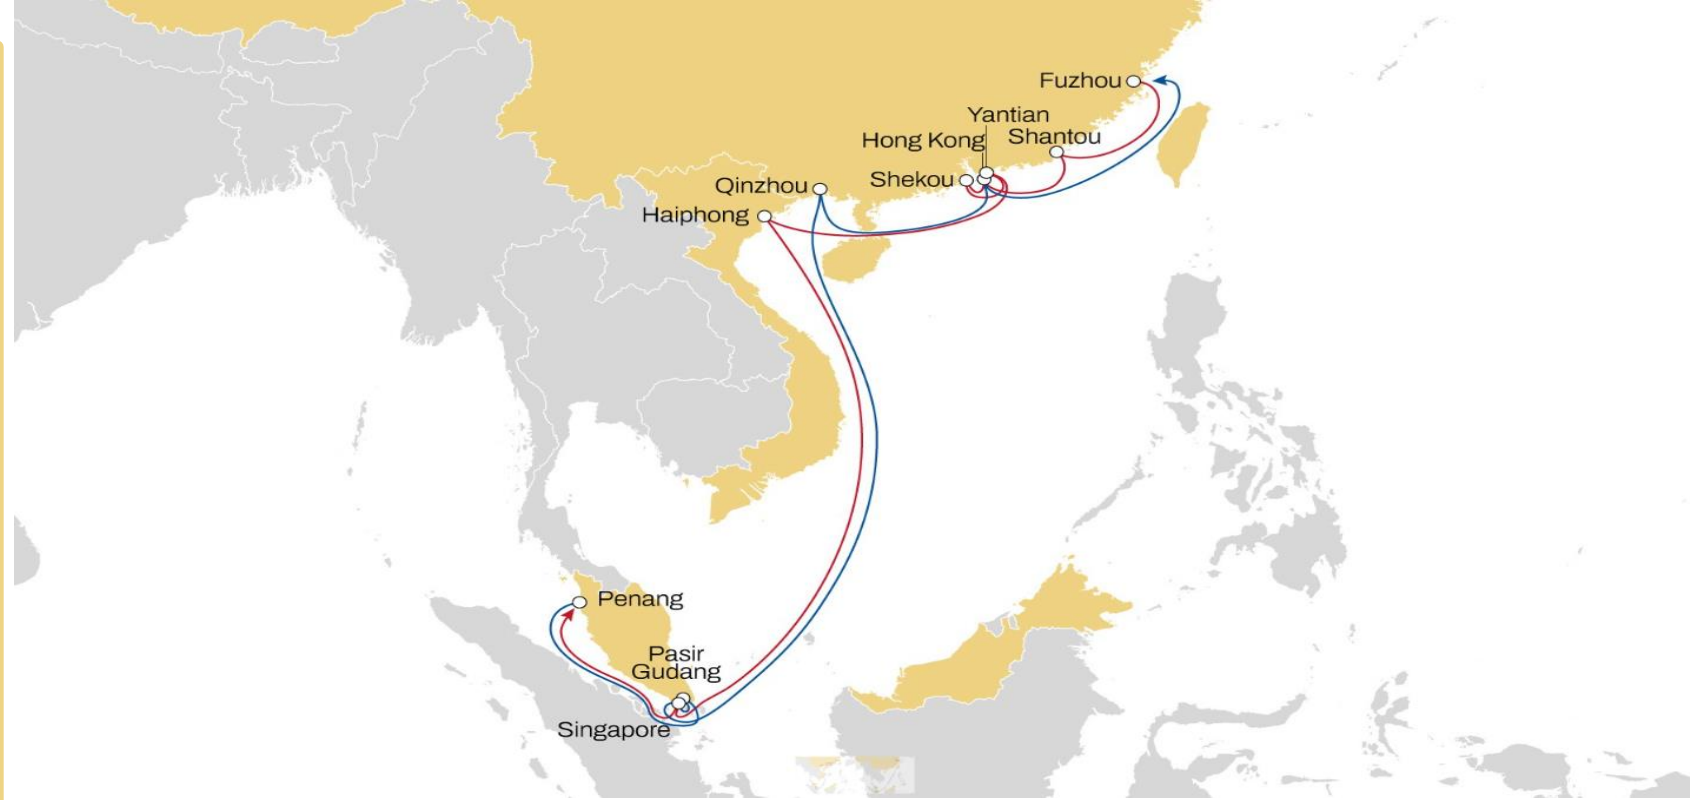 Fuzhou
Yantian
Hong Kong
Shantou
Shekou
Qinzhou
Haiphong
Penang
Pasir
Gudang
Singapore